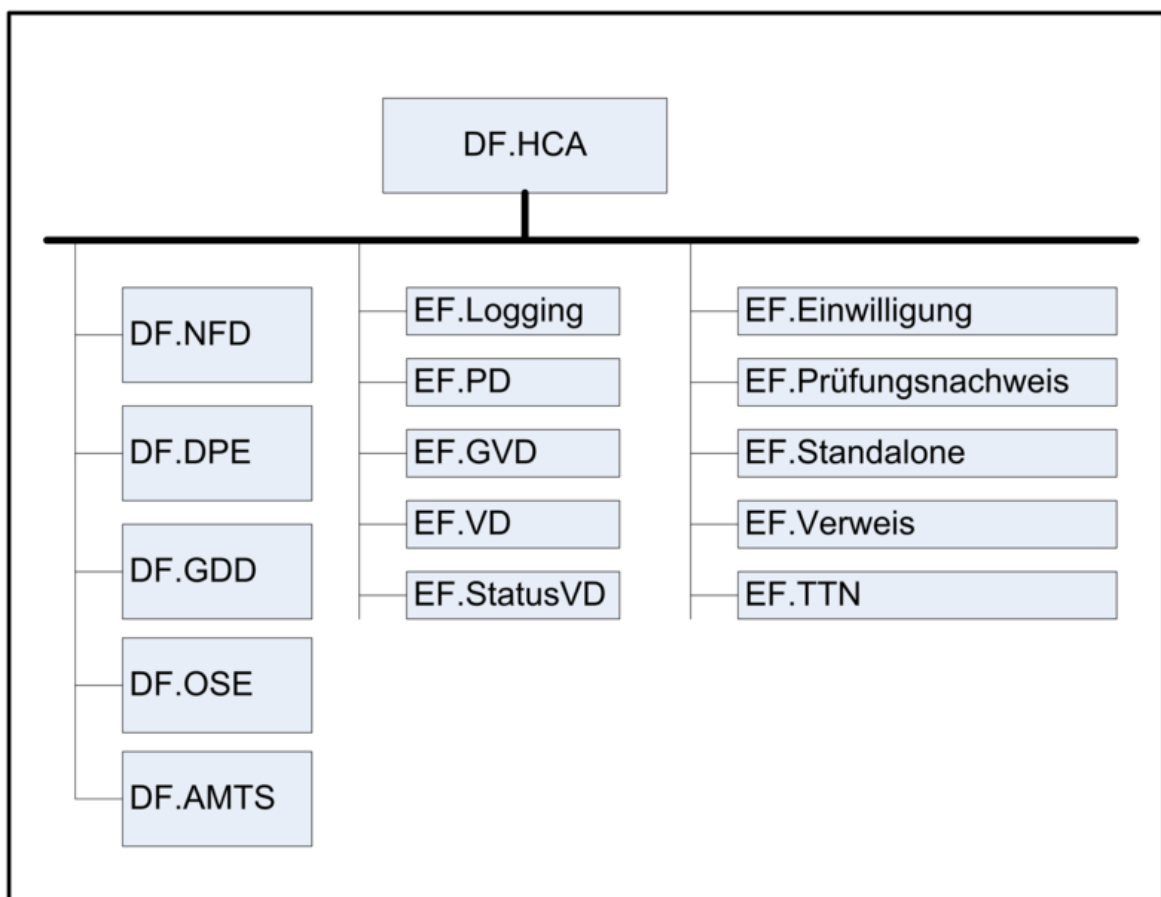 DF.HCA
DF.NFD
DF.DPE
DF.GDD
DF.OSE
DF.AMTS
EF.Logging
EF.PD
EF.GVD
EF.VD
EF.StatusVD
EF.Einwilligung
EF.Prüfungsnachweis
EF.Standalone
EF.Verweis
EF.TTN